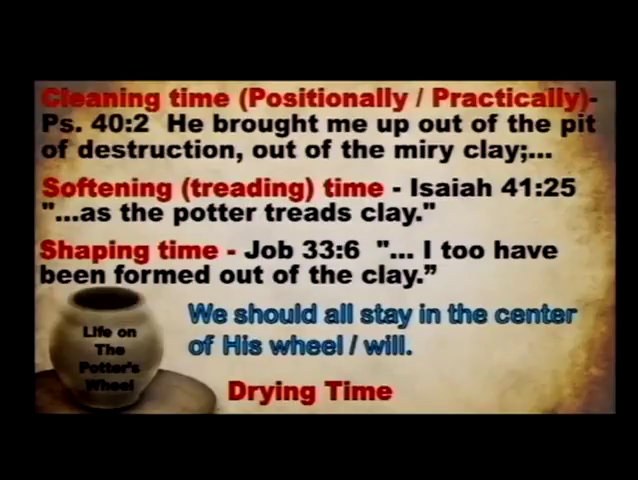 Cleaning time (Positionally / Practically)-
Ps. 40:2 He brought me up out of the pit
of destruction, out of the miry clay;...
Softening (treading) time - Isaiah 41:25
"...as the potter treads clay."
Shaping time - Job 33:6 "... I too have
been formed out of the clay.”
We should all stay in the center
of His wheel / will.
Life on
The
Potter's
Wheel
Drying Time